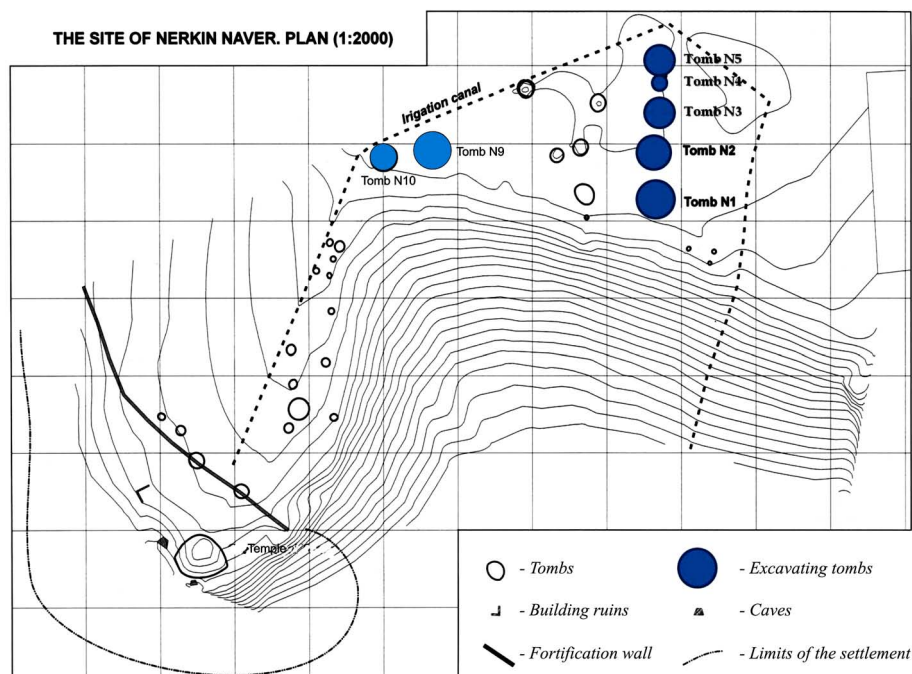 THE SITE OF NERKIN NAVER. PLAN (1:2000)
Irigation canal
Tomb N5
Tomb N4
Tomb N3
Tomb N2
Tomb N1
Tomb N9
Tomb N10
Temple
- Tombs
- Excavating tombs
- Building ruins
- Caves
- Fortification wall
- Limits of the settlement